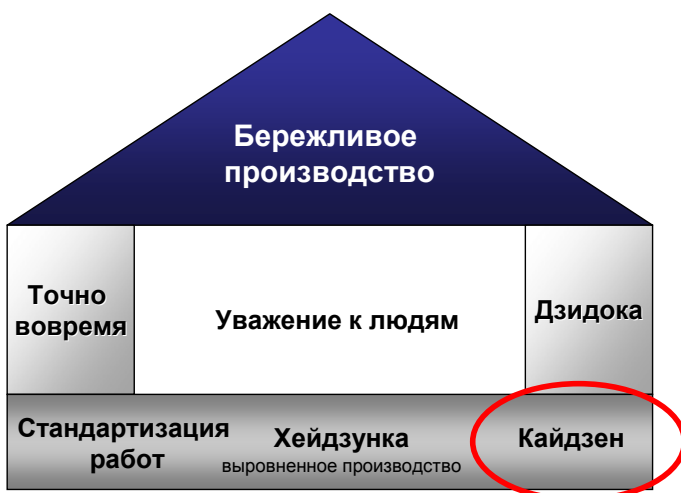 Бережливое
производство
Точно
вовремя
Уважение к людям
Дзидока
Стандартизация
работ
Хейдзунка
выровненное производство
Кайдзен